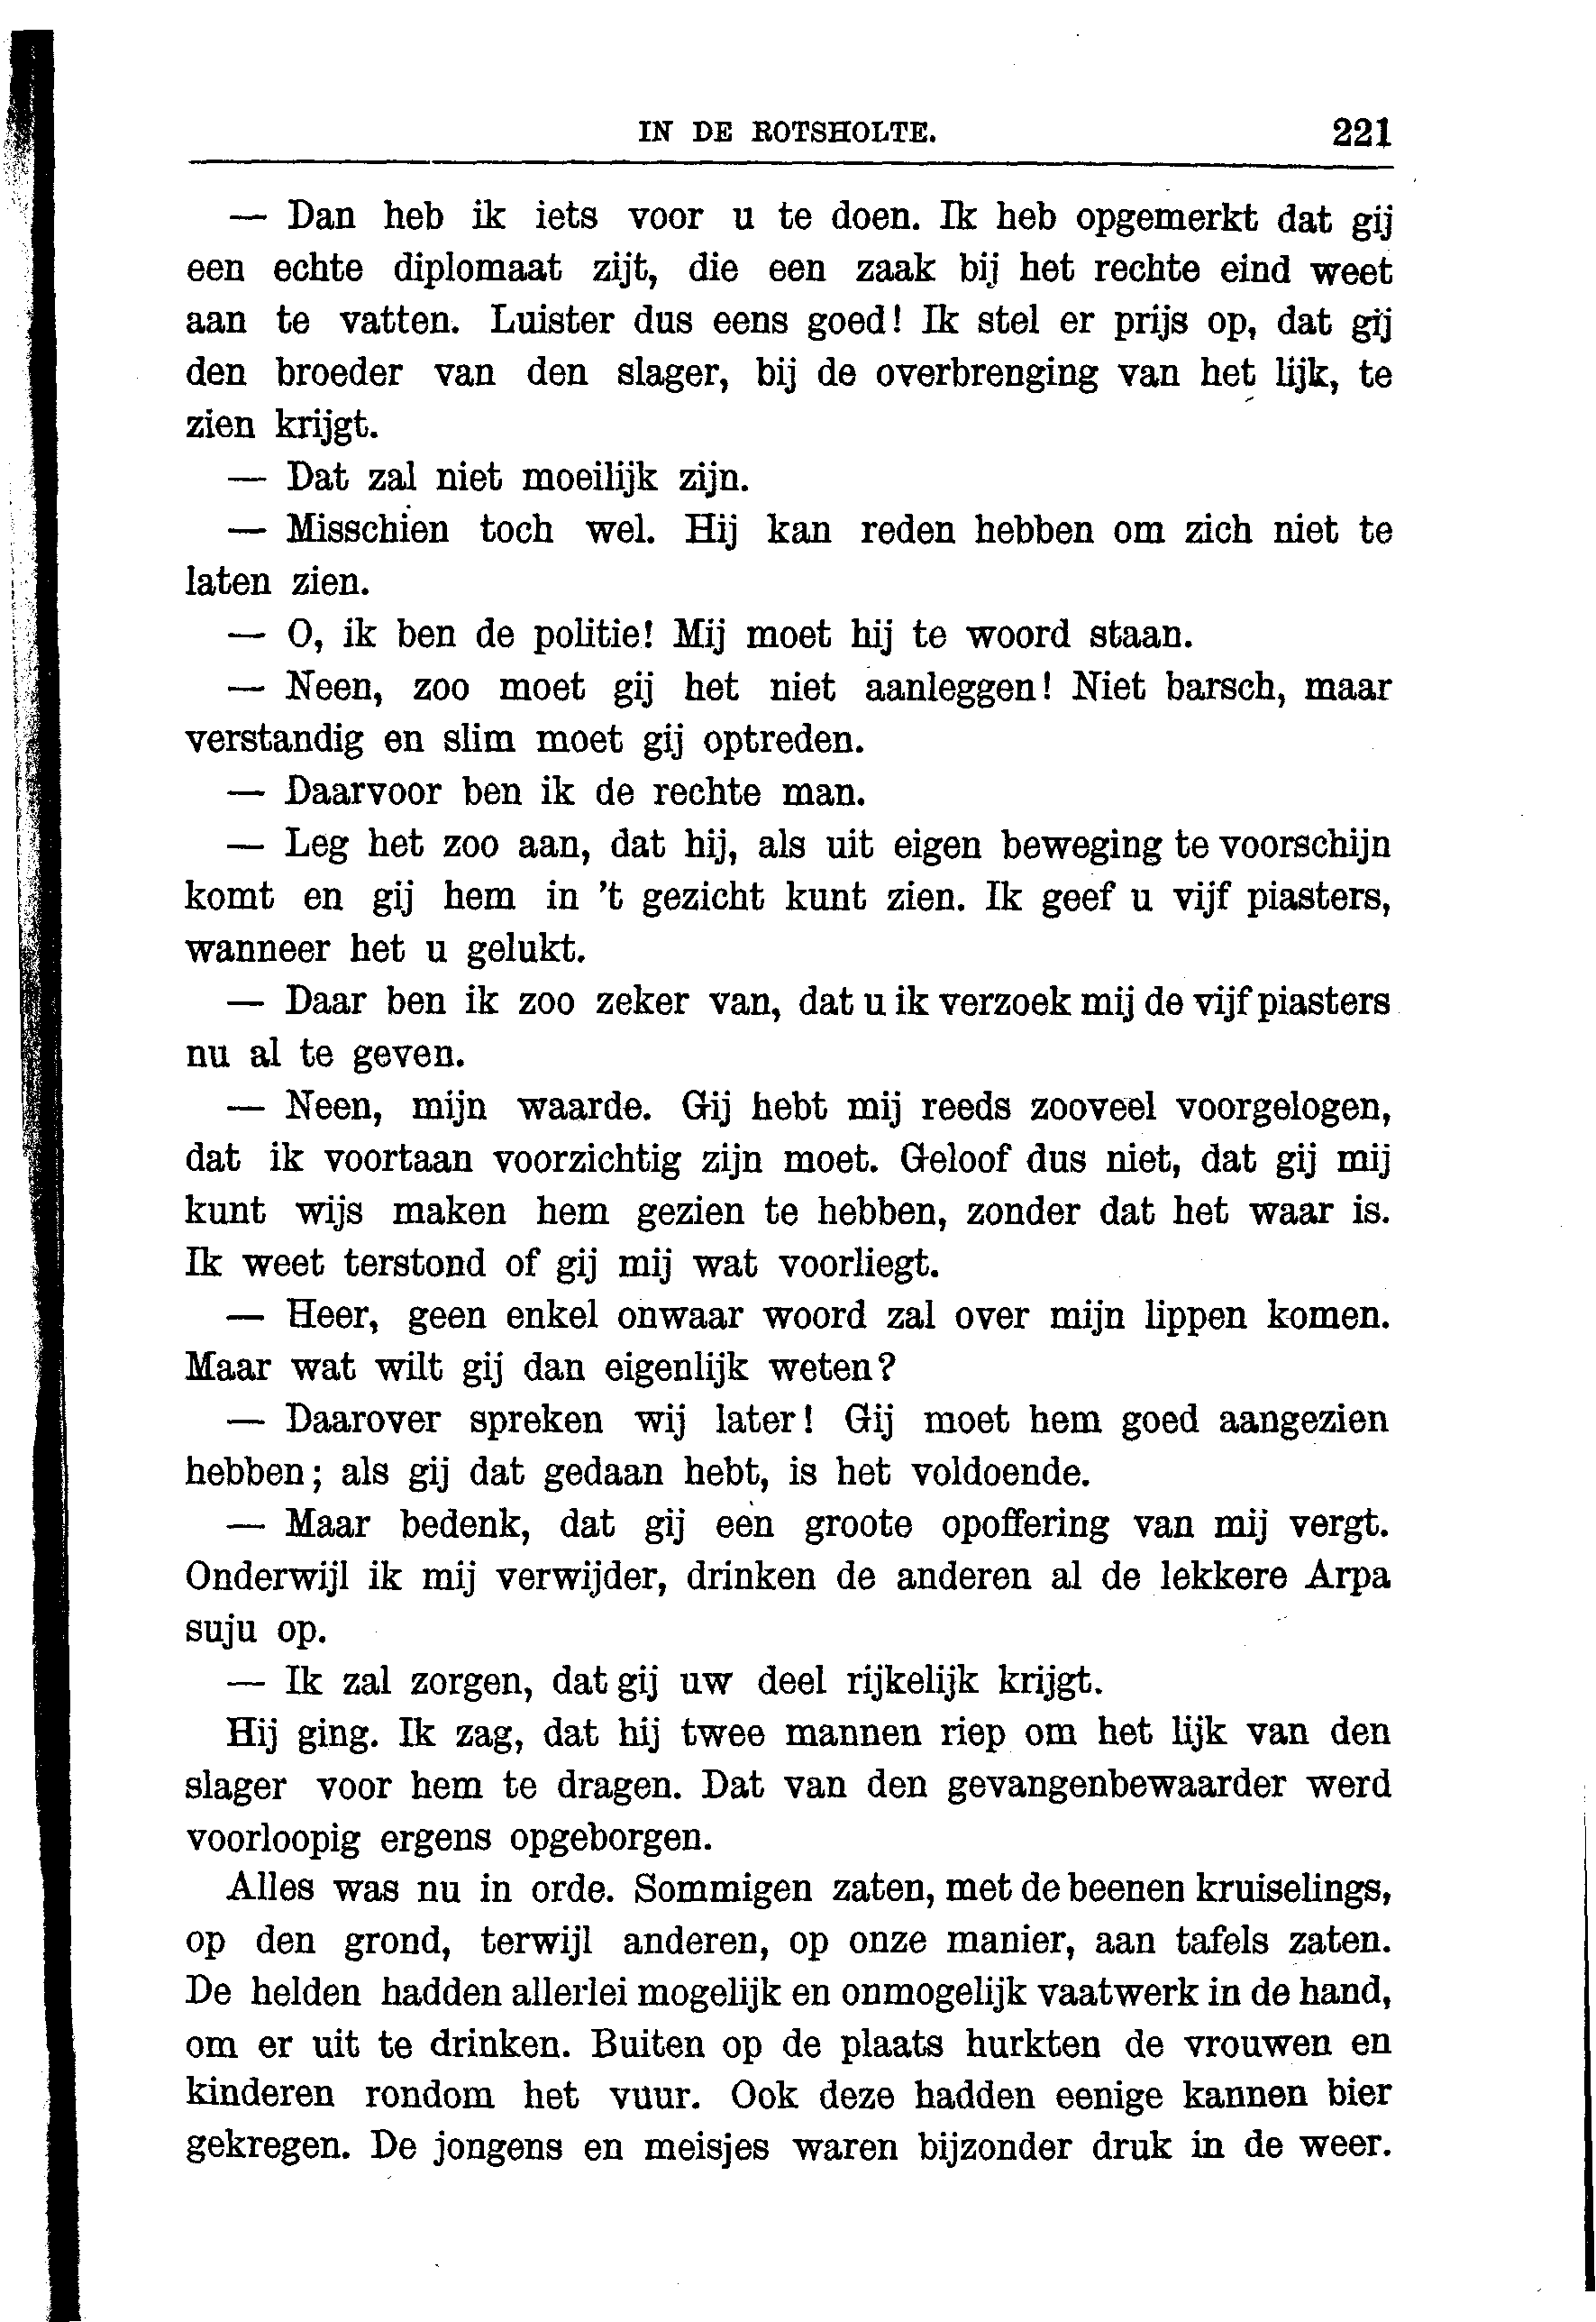 IN DE ROTSHOLTE. 221
— Dan heb ik iets voor u te doen. Ik heb opgemerkt dat gij
een echte diplomaat zijt, die een zaak bij het rechte eind weet
aan te vatten. Luister dus eens goed! Ik stel er prijs op, dat gij
den broeder van den slager, bij de overbrenging van het lijk, te
zien krijgt.
— Dat zal niet moeilijk zijn.
— Misschien toch wel. Hij kan reden hebben om zich niet te
laten zien.
— O, ik ben de politie! Mij moet hij te woord staan.
— Neen, zoo moet gij het niet aanleggen! Niet barsch, maar
verstandig en slim moet gij optreden.
— Daarvoor ben ik de rechte man.
— Leg het zoo aan, dat hij, als uit eigen beweging te voorschijn
komt en gij hem in 't gezicht kunt zien. Ik geef u vijf piasters,
wanneer het u gelukt.
— Daar ben ik zoo zeker van, dat u ik verzoek mij de vijf piasters
nu al te geven.
— Neen, mijn waarde. Gij hebt mij reeds zooveel voorgelogen,
dat ik voortaan voorzichtig zijn moet. Geloof dus niet, dat gij mij
kunt wijs maken hem gezien te hebben, zonder dat het waar is.
Ik weet terstond of gij mij wat voorliegt.
— Heer, geen enkel onwaar woord zal over mijn lippen komen.
Maar wat wilt gij dan eigenlijk weten?
— Daarover spreken wij later! Gij moet hem goed aangezien
hebben; als gij dat gedaan hebt, is het voldoende.
— Maar bedenk, dat gij een groote opoffering van mij vergt.
Onderwijl ik mij verwijder, drinken de anderen al de lekkere Arpa
suju op.
— Ik zal zorgen, dat gij uw deel rijkelijk krijgt.
Hij ging. Ik zag, dat hij twee mannen riep om het lijk van den
slager voor hem te dragen. Dat van den gevangenbewaarder werd
voorloopig ergens opgeborgen.
Alles was nu in orde. Sommigen zaten, met de beenen kruiselings,
op den grond, terwijl anderen, op onze manier, aan tafels zaten.
De helden hadden allerlei mogelijk en onmogelijk vaatwerk in de hand,
om er uit te drinken. Buiten op de plaats hurkten de vrouwen en
kinderen rondom het vuur. Ook deze hadden eenige kannen bier
gekregen. De jongens en meisjes waren bijzonder druk in de weer.